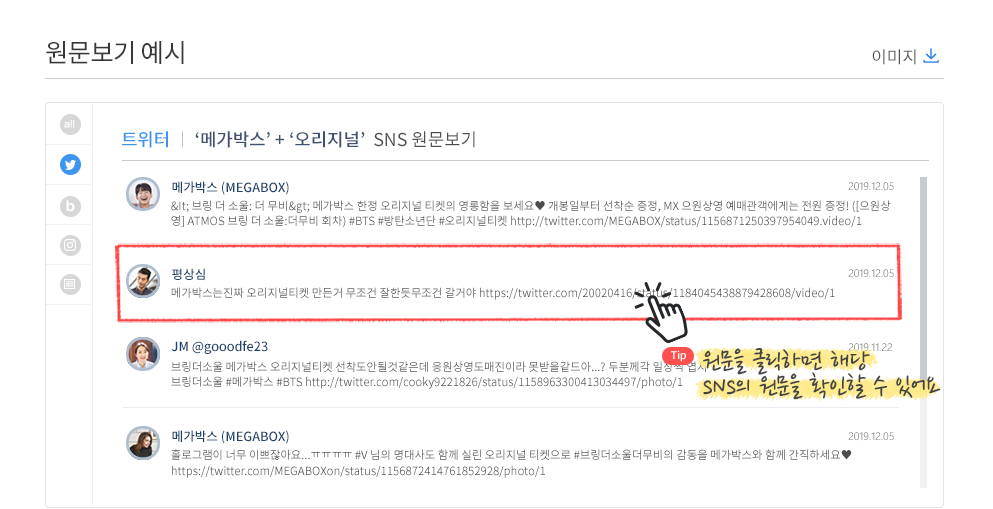 원문보기 예시
이미지
all
트위터 | ‘메가박스’ + ‘오리지널’ SNS 원문보기
b
메가박스 (MEGABOX)
2019.12.05
&lt; 브링 더 소울: 더 무비&gt; 메가박스 한정 오리지널 티켓의 영롱함을 보세요♥ 개봉일부터 선착순 증정, MX 으원상영 예매관객에게는 전원 증정! ([으원상
영] ATMOS 브링 더 소울:더무비 회차) #BTS #방탄소년단 #오리지널티켓 http://twitter.com/MEGABOX/status/1156871250397954049.video/1
평상심
2019.12.05
메가박스는진짜 오리지널티켓 만든거 무조건 잘한듯무조건 갈거야 https://twitter.com/20020416/status/1184045438879428608/video/1
JM @gooodfe23
2019.11.22
브링더소울 메가박스 오리지널티켓 선착도안될것같은데 응원상영도매진이라 못받을같드아...? 두분께각 일정적 엽서
브링더소울 #메가박스 #BTS http://twitter.com/cooky9221826/status/1158963300413034497/photo/1
Tip
원문을 클릭하면 해당
SNS의 원문을 확인할 수 있어요
메가박스 (MEGABOX)
2019.12.05
홀로그램이 너무 이쁘잖아요...ㅠㅠㅠㅠ #V 님의 명대사도 함께 실린 오리지널 티켓으로 #브링더소울더무비의 감동을 메가박스와 함께 간직하세요♥
https://twitter.com/MEGABOXon/status/1156872414761852928/photo/1